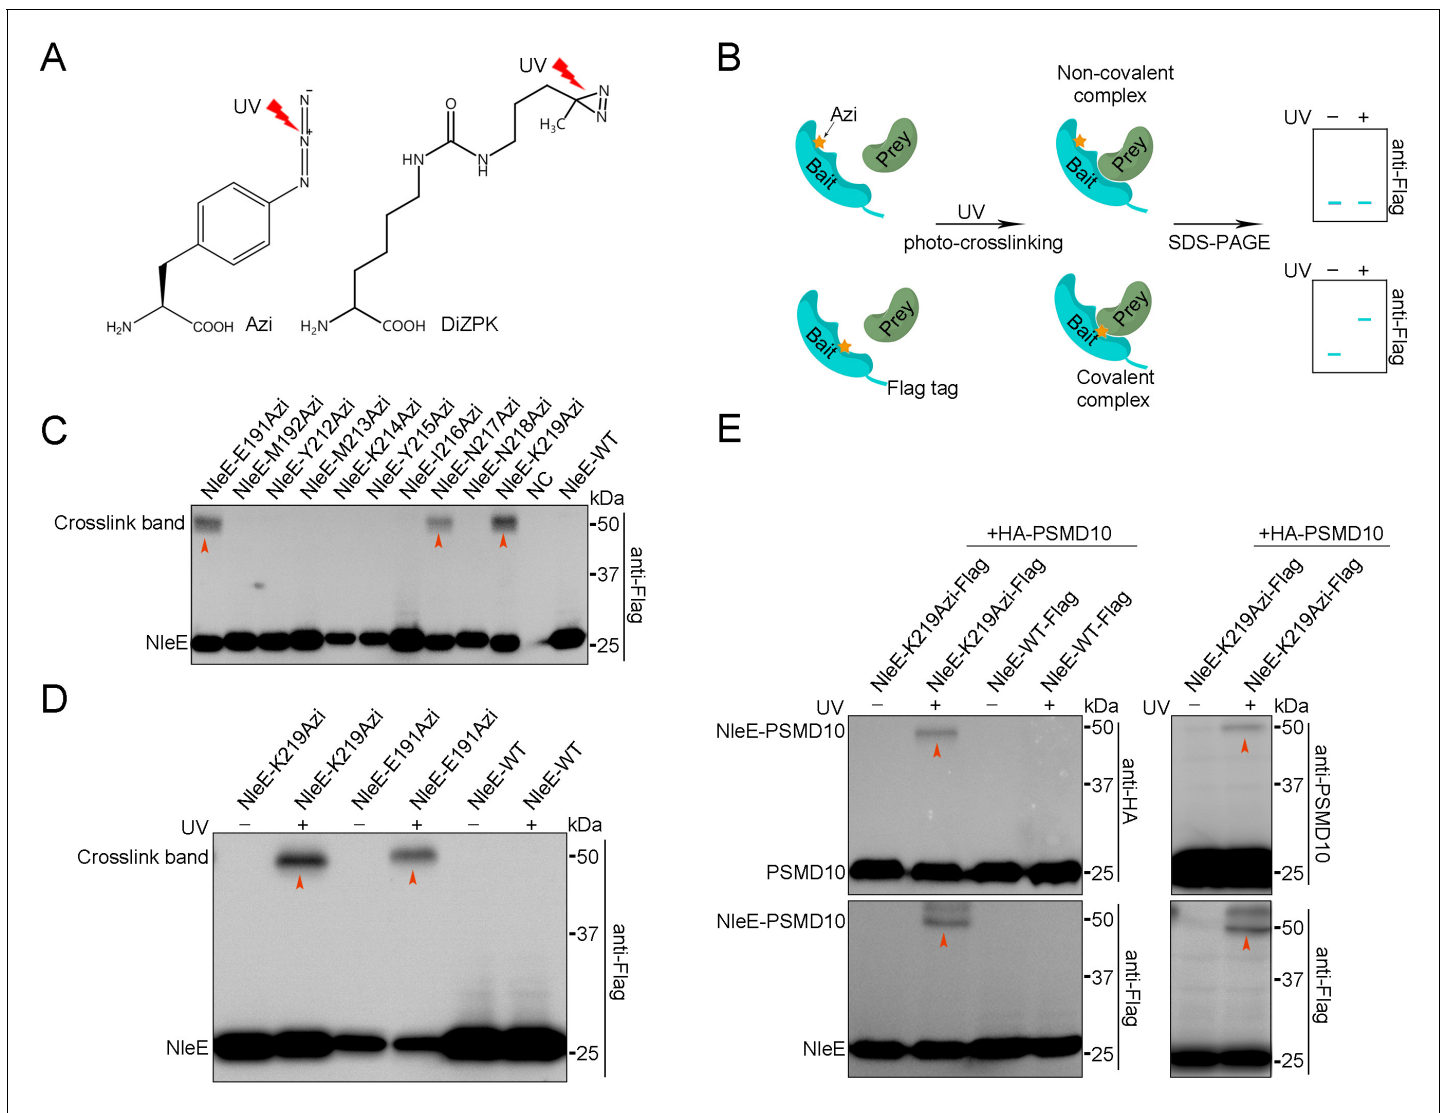 A
UV
N−
N+
N
H₂N
COOH
Azi
UV
N
N
H₃C
O
HN
N
H
H₂N
COOH
DiZPK
B
Azi
Bait
Prey
UV
photo-crosslinking
Non-covalent
complex
Bait
Prey
SDS-PAGE
UV − +
anti-Flag
Bait
Prey
Flag tag
Bait
Prey
Covalent
complex
UV − +
anti-Flag
C
NleE-E191Azi
NleE-M192Azi
NleE-Y212Azi
NleE-M213Azi
NleE-K214Azi
NleE-Y215Azi
NleE-I216Azi
NleE-N217Azi
NleE-N218Azi
NleE-K219Azi
NC
NleE-WT
kDa
Crosslink band
50
37
NleE
25
anti-Flag
D
NleE-K219Azi
NleE-K219Azi
NleE-E191Azi
NleE-E191Azi
NleE-WT
NleE-WT
UV − + − + − + kDa
Crosslink band
50
37
NleE
25
anti-Flag
E
+HA-PSMD10
NleE-K219Azi-Flag
NleE-K219Azi-Flag
NleE-WT-Flag
NleE-WT-Flag
UV − + − + kDa
NleE-PSMD10
50
37
PSMD10
25
anti-HA
NleE-PSMD10
50
37
NleE
25
anti-Flag
+HA-PSMD10
NleE-K219Azi-Flag
NleE-K219Azi-Flag
UV − + kDa
50
37
25
anti-PSMD10
50
37
25
anti-Flag